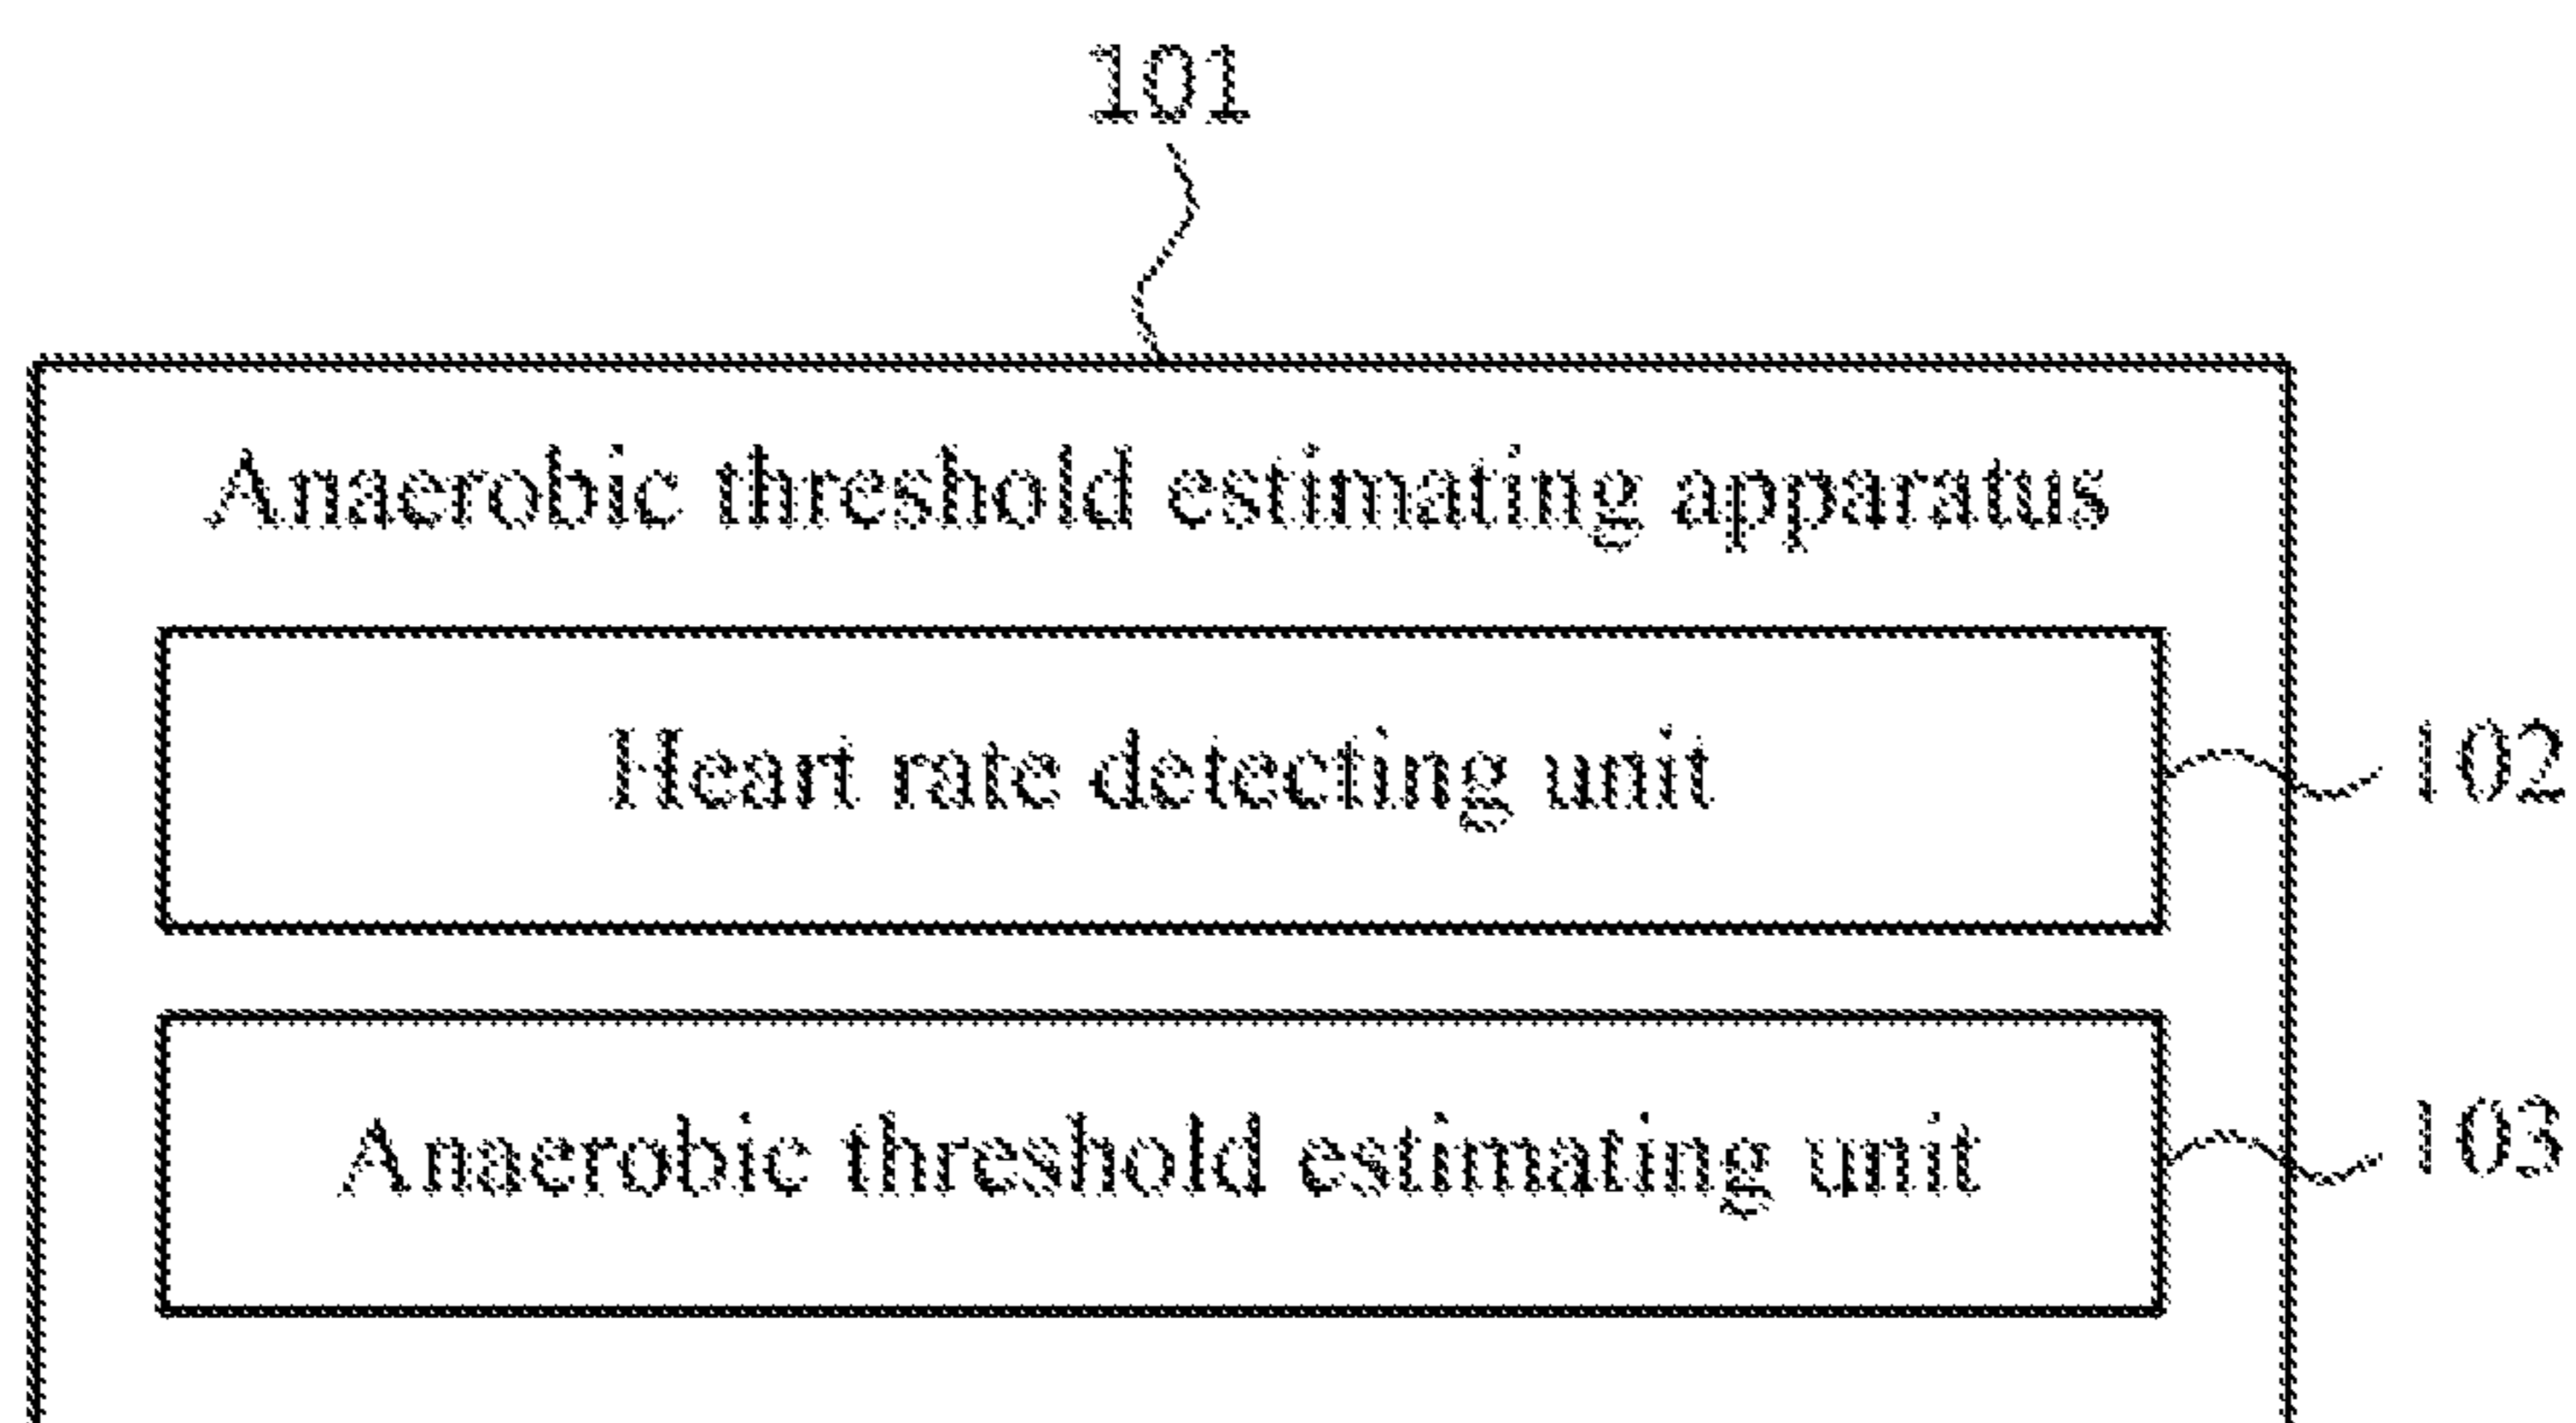 101
Anaerobic threshold estimating apparatus
Heart rate detecting unit
102
Anaerobic threshold estimating unit
103